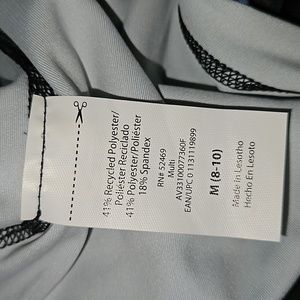 41% Recycled Polyester/
Poliéster Reciclado
41% Polyester/Poliéster
18% Spandex
RN# 52469
Multi
AV3310007736OF
EAN/UPC 0 1131119899
M (8-10)
Made in Lesotho
Hecho En Lesoto